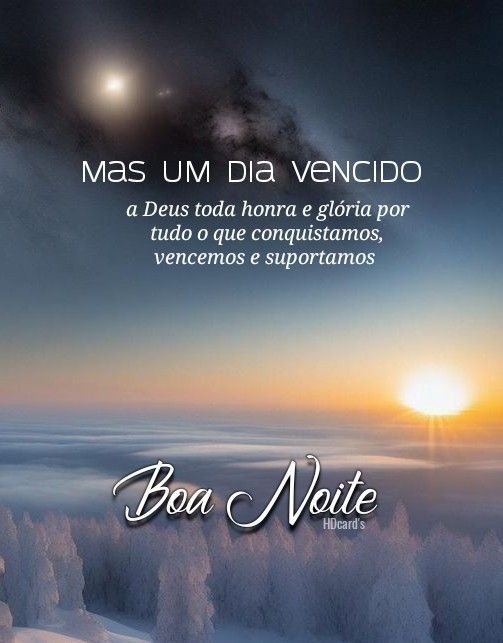 Mas um dia vencido
a Deus toda honra e glória por
tudo o que conquistamos,
vencemos e suportamos
Boa Noite
HDcard's